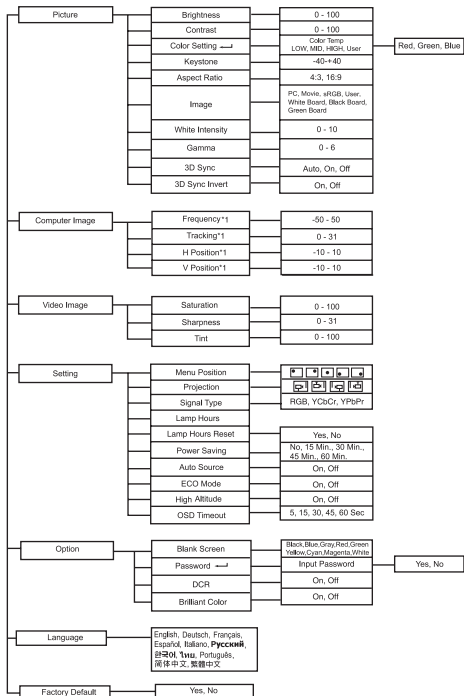 Picture
Brightness
0 - 100
Contrast
0 - 100
Color Setting
Color Temp
LOW, MID, HIGH, User
Red, Green, Blue
Keystone
-40-+40
Aspect Ratio
4:3, 16:9
Image
PC, Movie, sRGB, User,
White Board, Black Board,
Green Board
White Intensity
0 - 10
Gamma
0 - 6
3D Sync
Auto, On, Off
3D Sync Invert
On, Off
Computer Image
Frequency*1
-50 - 50
Tracking*1
0 - 31
H Position*1
-10 - 10
V Position*1
-10 - 10
Video Image
Saturation
0 - 100
Sharpness
0 - 31
Tint
0 - 100
Setting
Menu Position
Projection
Signal Type
RGB, YCbCr, YPbPr
Lamp Hours
Lamp Hours Reset
Yes, No
Power Saving
No, 15 Min., 30 Min.,
45 Min., 60 Min.
Auto Source
On, Off
ECO Mode
On, Off
High Altitude
On, Off
OSD Timeout
5, 15, 30, 45, 60 Sec
Option
Blank Screen
Black,Blue,Gray,Red,Green
Yellow,Cyan,Magenta,White
Password
Input Password
Yes, No
DCR
On, Off
Brilliant Color
On, Off
Language
English, Deutsch, Français,
Español, Italiano, Русский,
한국어, ไทย, Português,
简体中文, 繁體中文
Factory Default
Yes, No